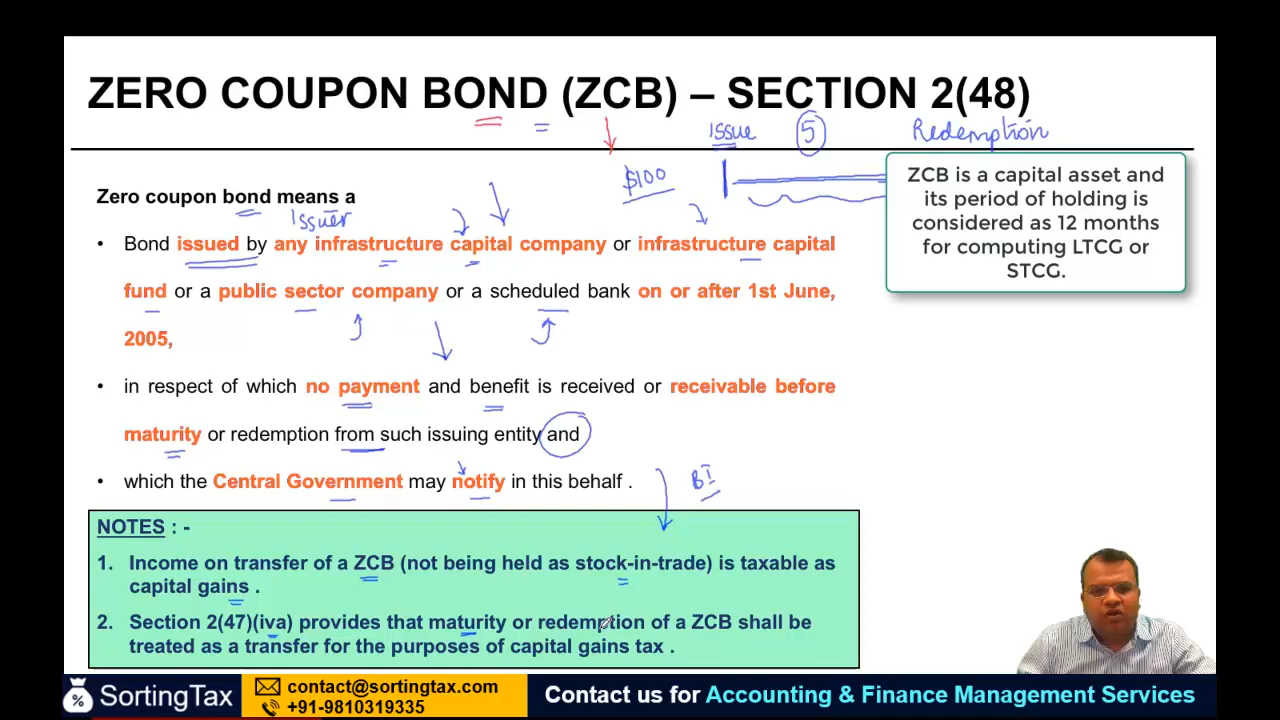 ZERO COUPON BOND (ZCB) – SECTION 2(48)
Issue 5 Redemption
$100
ZCB is a capital asset and
its period of holding is
considered as 12 months
for computing LTCG or
STCG.
Zero coupon bond means a
Issuer
• Bond issued by any infrastructure capital company or infrastructure capital
fund or a public sector company or a scheduled bank on or after 1st June,
2005,
• in respect of which no payment and benefit is received or receivable before
maturity or redemption from such issuing entity and
• which the Central Government may notify in this behalf .
BI
NOTES : -
1. Income on transfer of a ZCB (not being held as stock-in-trade) is taxable as
capital gains .
2. Section 2(47)(iva) provides that maturity or redemption of a ZCB shall be
treated as a transfer for the purposes of capital gains tax .
% SortingTax
contact@sortingtax.com
+91-9810319335
Contact us for Accounting & Finance Management Services